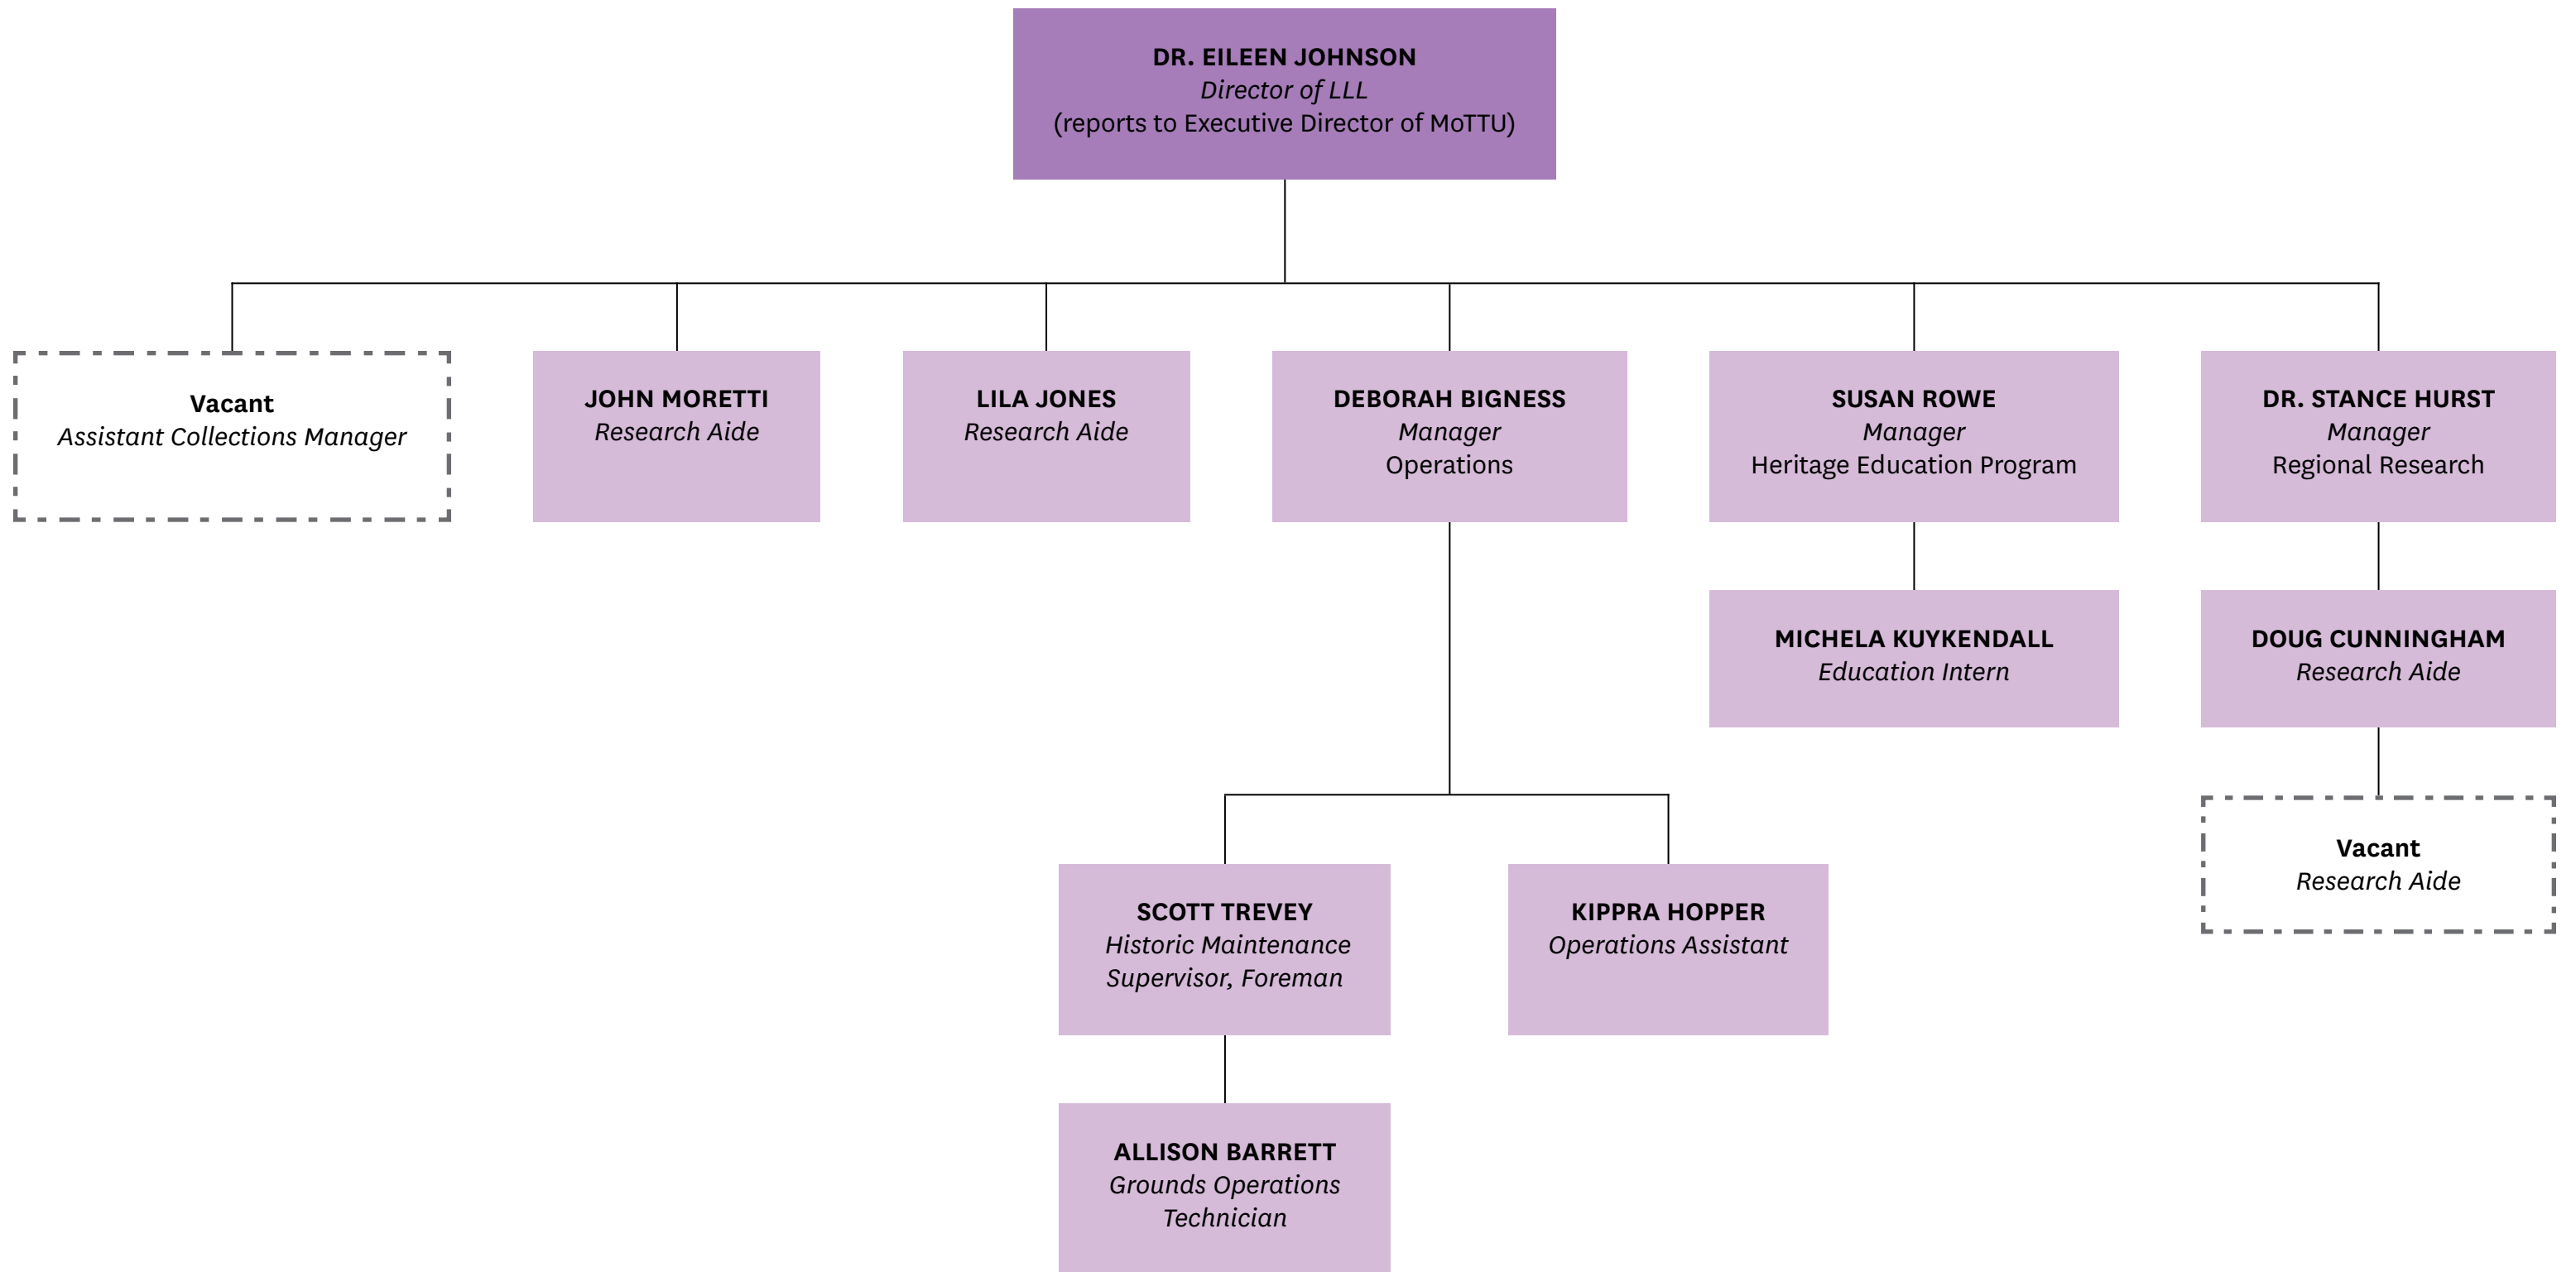 DR. EILEEN JOHNSON
Director of LLL
(reports to Executive Director of MoTTU)
Vacant
Assistant Collections Manager
JOHN MORETTI
Research Aide
LILA JONES
Research Aide
DEBORAH BIGNESS
Manager
Operations
SUSAN ROWE
Manager
Heritage Education Program
DR. STANCE HURST
Manager
Regional Research
MICHELA KUYKENDALL
Education Intern
DOUG CUNNINGHAM
Research Aide
Vacant
Research Aide
SCOTT TREVEY
Historic Maintenance
Supervisor, Foreman
KIPPRA HOPPER
Operations Assistant
ALLISON BARRETT
Grounds Operations
Technician